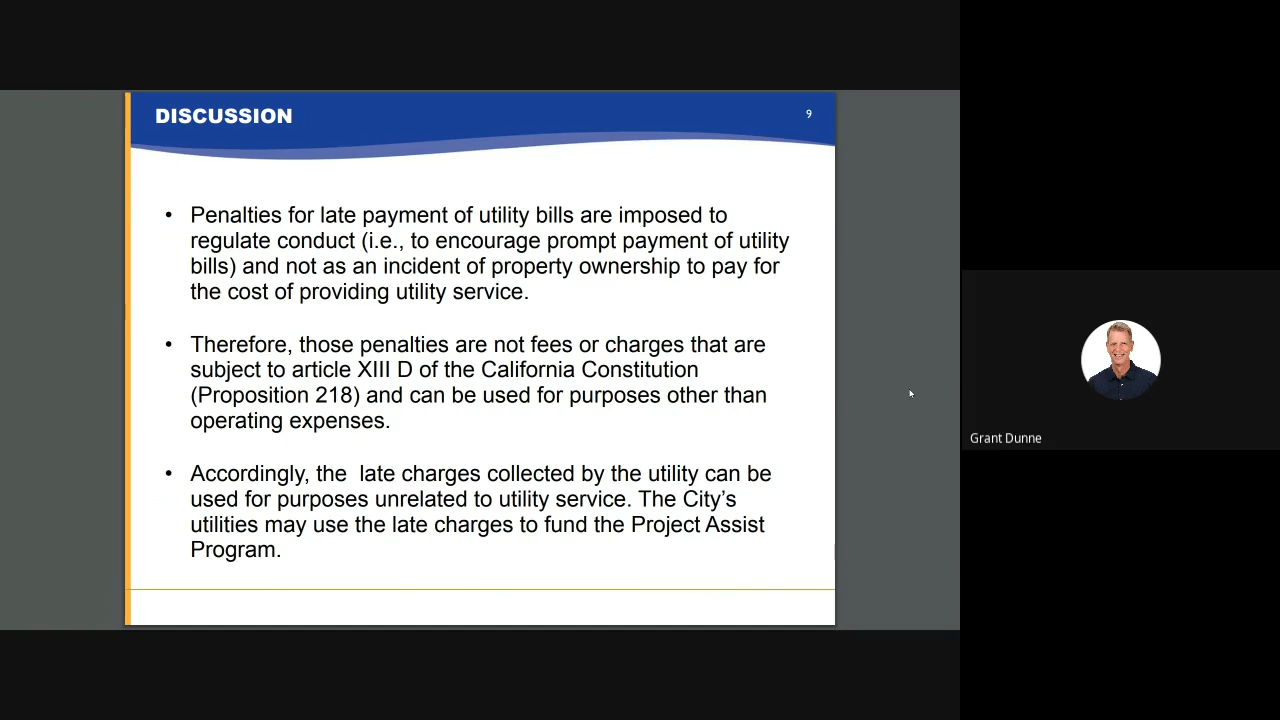 DISCUSSION
9
• Penalties for late payment of utility bills are imposed to
regulate conduct (i.e., to encourage prompt payment of utility
bills) and not as an incident of property ownership to pay for
the cost of providing utility service.
• Therefore, those penalties are not fees or charges that are
subject to article XIII D of the California Constitution
(Proposition 218) and can be used for purposes other than
operating expenses.
• Accordingly, the  late charges collected by the utility can be
used for purposes unrelated to utility service. The City’s
utilities may use the late charges to fund the Project Assist
Program.
Grant Dunne